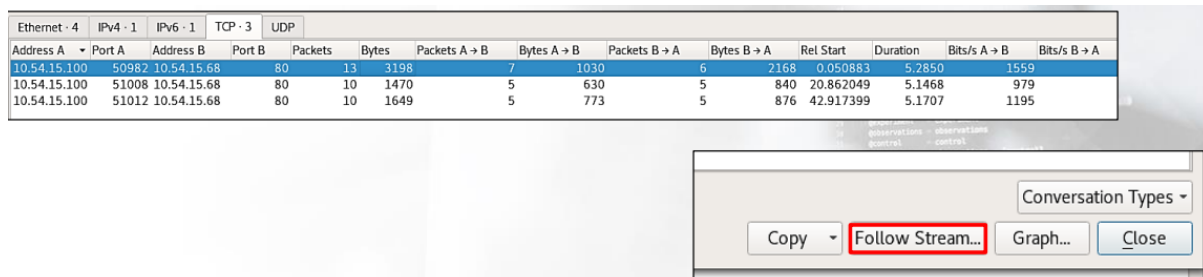 Ethernet · 4 IPv4 · 1 IPv6 · 1 TCP · 3 UDP
Address A Port A Address B Port B Packets Bytes Packets A → B Bytes A → B Packets B → A Bytes B → A Rel Start Duration Bits/s A → B Bits/s B → A
10.54.15.100 50982 10.54.15.68 80 13 3198 7 1030 6 2168 0.050883 5.2850 1559
10.54.15.100 51008 10.54.15.68 80 10 1470 5 630 5 840 20.862049 5.1468 979
10.54.15.100 51012 10.54.15.68 80 10 1649 5 773 5 876 42.917399 5.1707 1195
@observations - observations
@control - control
Conversation Types
Copy Follow Stream... Graph... Close